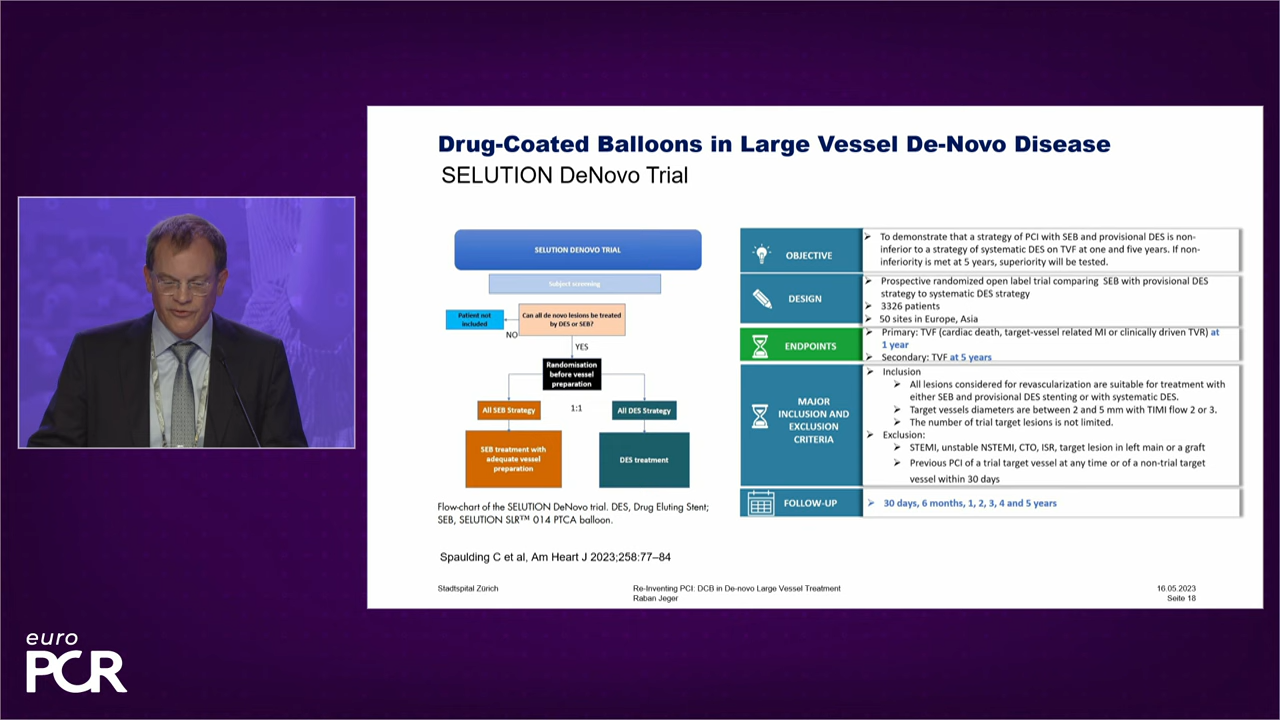 Drug-Coated Balloons in Large Vessel De-Novo Disease
SELUTION DeNovo Trial
SELUTION DENOVO TRIAL
Subject screening
Patient not
included
NO
Can all de novo lesions be treated
by DES or SEB?
YES
Randomisation
before vessel
preparation
All SEB Strategy
1:1
All DES Strategy
SEB treatment with
adequate vessel
preparation
DES treatment
Flow-chart of the SELUTION DeNovo trial. DES, Drug Eluting Stent;
SEB, SELUTION SLR™ 014 PTCA balloon.
Spaulding C et al, Am Heart J 2023;258:77–84
OBJECTIVE
➢ To demonstrate that a strategy of PCI with SEB and provisional DES is non-
inferior to a strategy of systematic DES on TVF at one and five years. If non-
inferiority is met at 5 years, superiority will be tested.
DESIGN
➢ Prospective randomized open label trial comparing SEB with provisional DES
strategy to systematic DES strategy
➢ 3326 patients
➢ 50 sites in Europe, Asia
ENDPOINTS
➢ Primary: TVF (cardiac death, target-vessel related MI or clinically driven TVR) at
1 year
➢ Secondary: TVF at 5 years
MAJOR
INCLUSION AND
EXCLUSION
CRITERIA
➢ Inclusion
➢ All lesions considered for revascularization are suitable for treatment with
either SEB and provisional DES stenting or with systematic DES.
➢ Target vessels diameters are between 2 and 5 mm with TIMI flow 2 or 3.
➢ The number of trial target lesions is not limited.
➢ Exclusion:
➢ STEMI, unstable NSTEMI, CTO, ISR, target lesion in left main or a graft
➢ Previous PCI of a trial target vessel at any time or of a non-trial target
vessel within 30 days
FOLLOW-UP
➢ 30 days, 6 months, 1, 2, 3, 4 and 5 years
Stadtspital Zürich
Re-Inventing PCI: DCB in De-novo Large Vessel Treatment
Raban Jeger
16.05.2023
Seite 18
euro
PCR